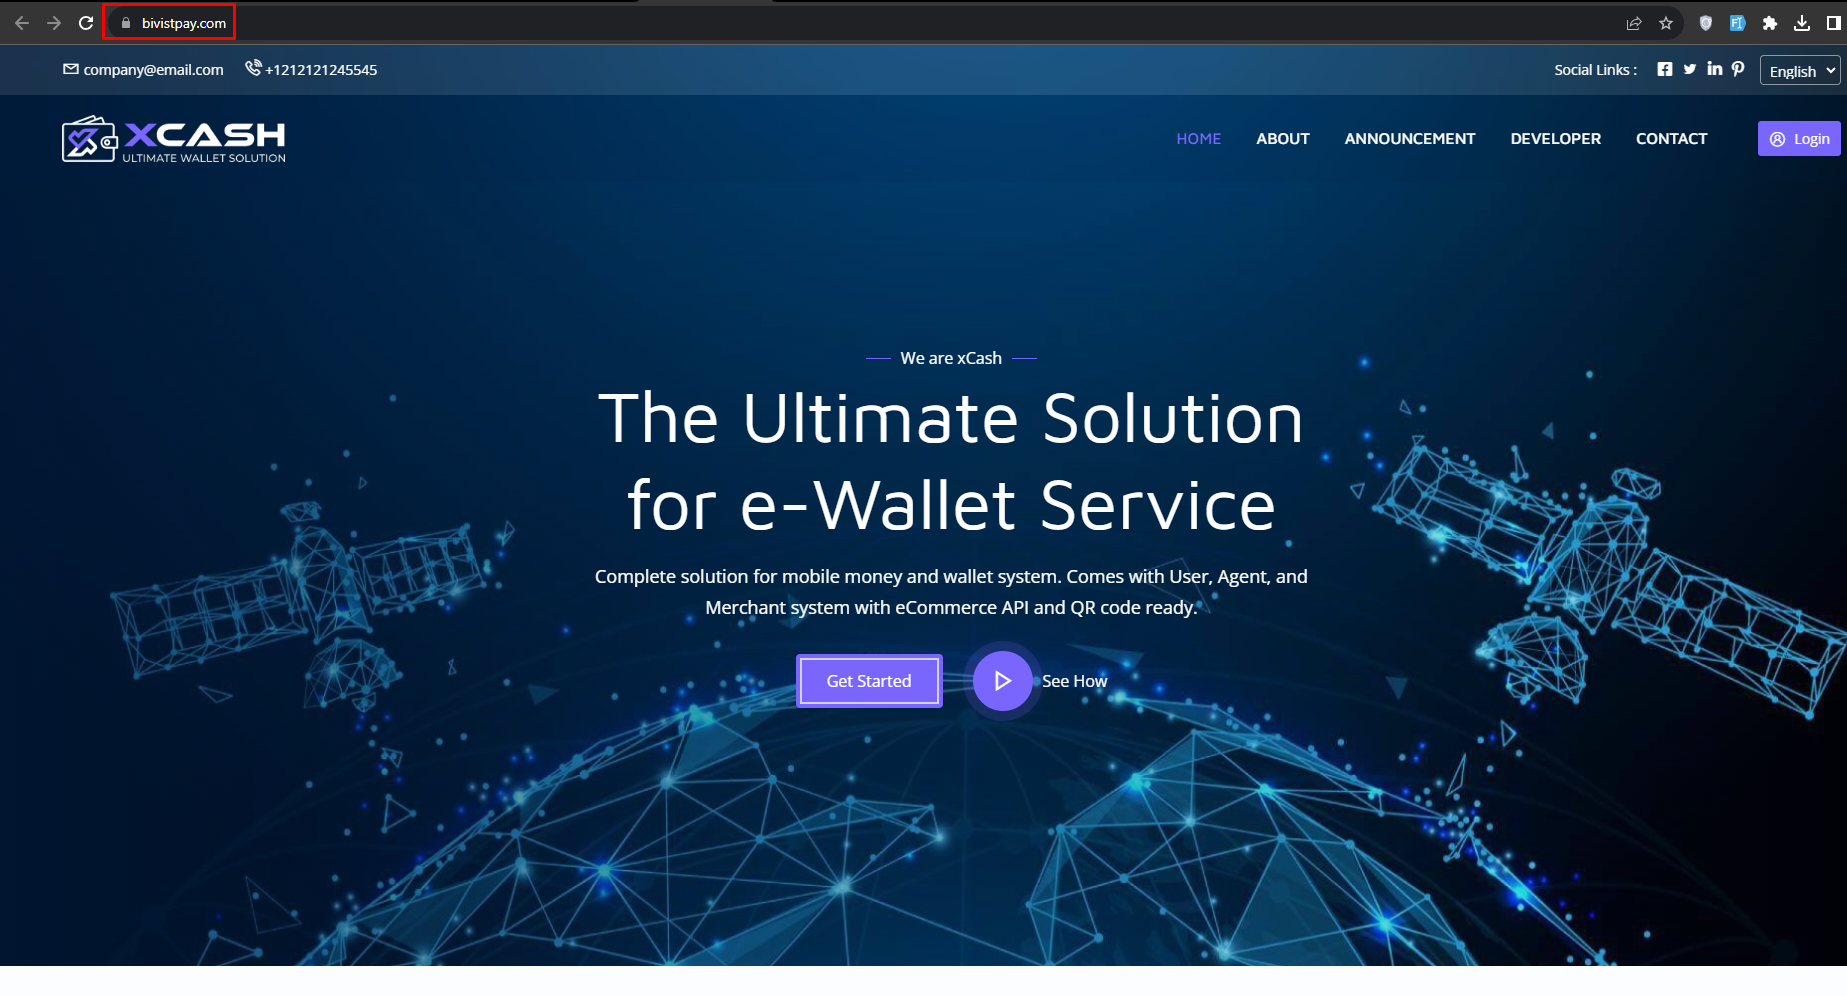 bivistpay.com
company@email.com +1212121245545
Social Links : English
XCASH
ULTIMATE WALLET SOLUTION
HOME ABOUT ANNOUNCEMENT DEVELOPER CONTACT Login
We are xCash
The Ultimate Solution
for e-Wallet Service
Complete solution for mobile money and wallet system. Comes with User, Agent, and
Merchant system with eCommerce API and QR code ready.
Get Started See How